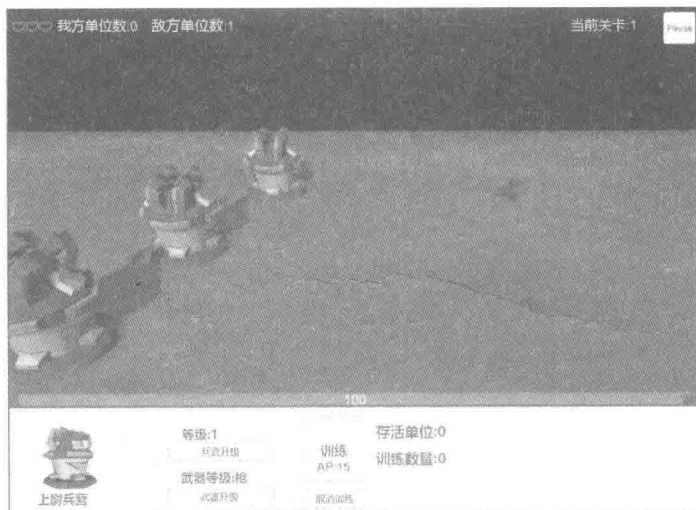 我方单位数:0 敌方单位数:1 当前关卡:1 Pause
100
等级:1
兵营升级
武器等级:枪
武器升级
上尉兵营
训练
AP-15
取消训练
存活单位:0
训练数量:0